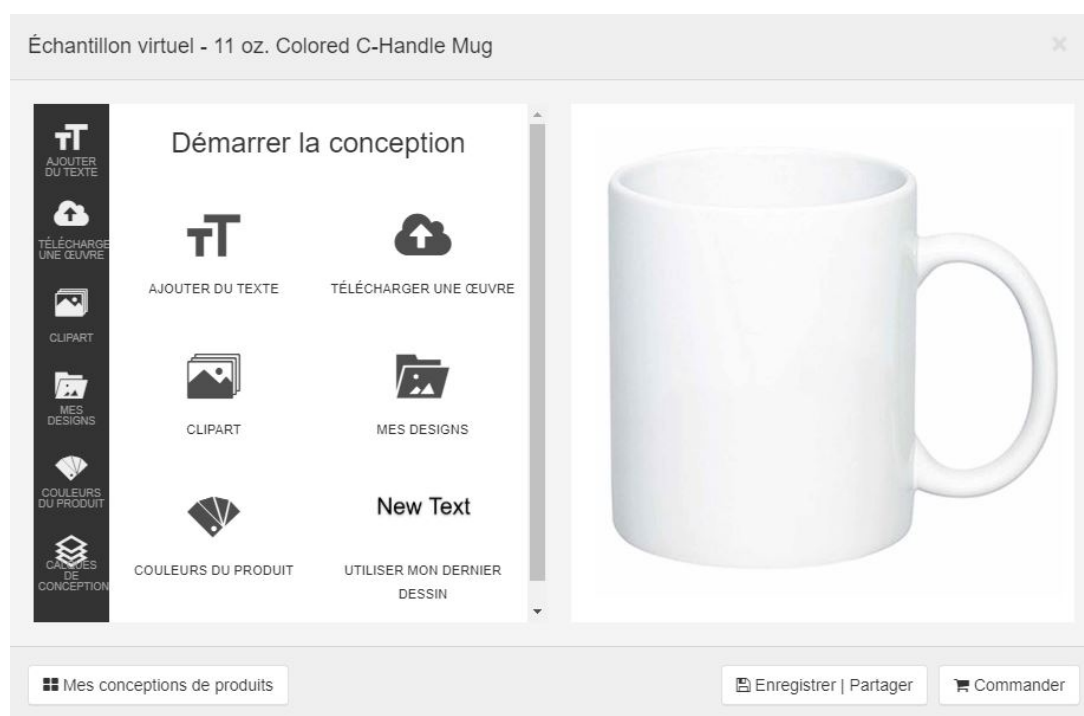 Échantillon virtuel - 11 oz. Colored C-Handle Mug
×
AJOUTER
DU TEXTE
TÉLÉCHARGE
UNE ŒUVRE
CLIPART
MES
DESIGNS
COULEURS
DU PRODUIT
CALQUES
DE
CONCEPTION
Démarrer la conception
AJOUTER DU TEXTE
TÉLÉCHARGER UNE ŒUVRE
CLIPART
MES DESIGNS
New Text
COULEURS DU PRODUIT
UTILISER MON DERNIER
DESSIN
Mes conceptions de produits
Enregistrer | Partager
Commander